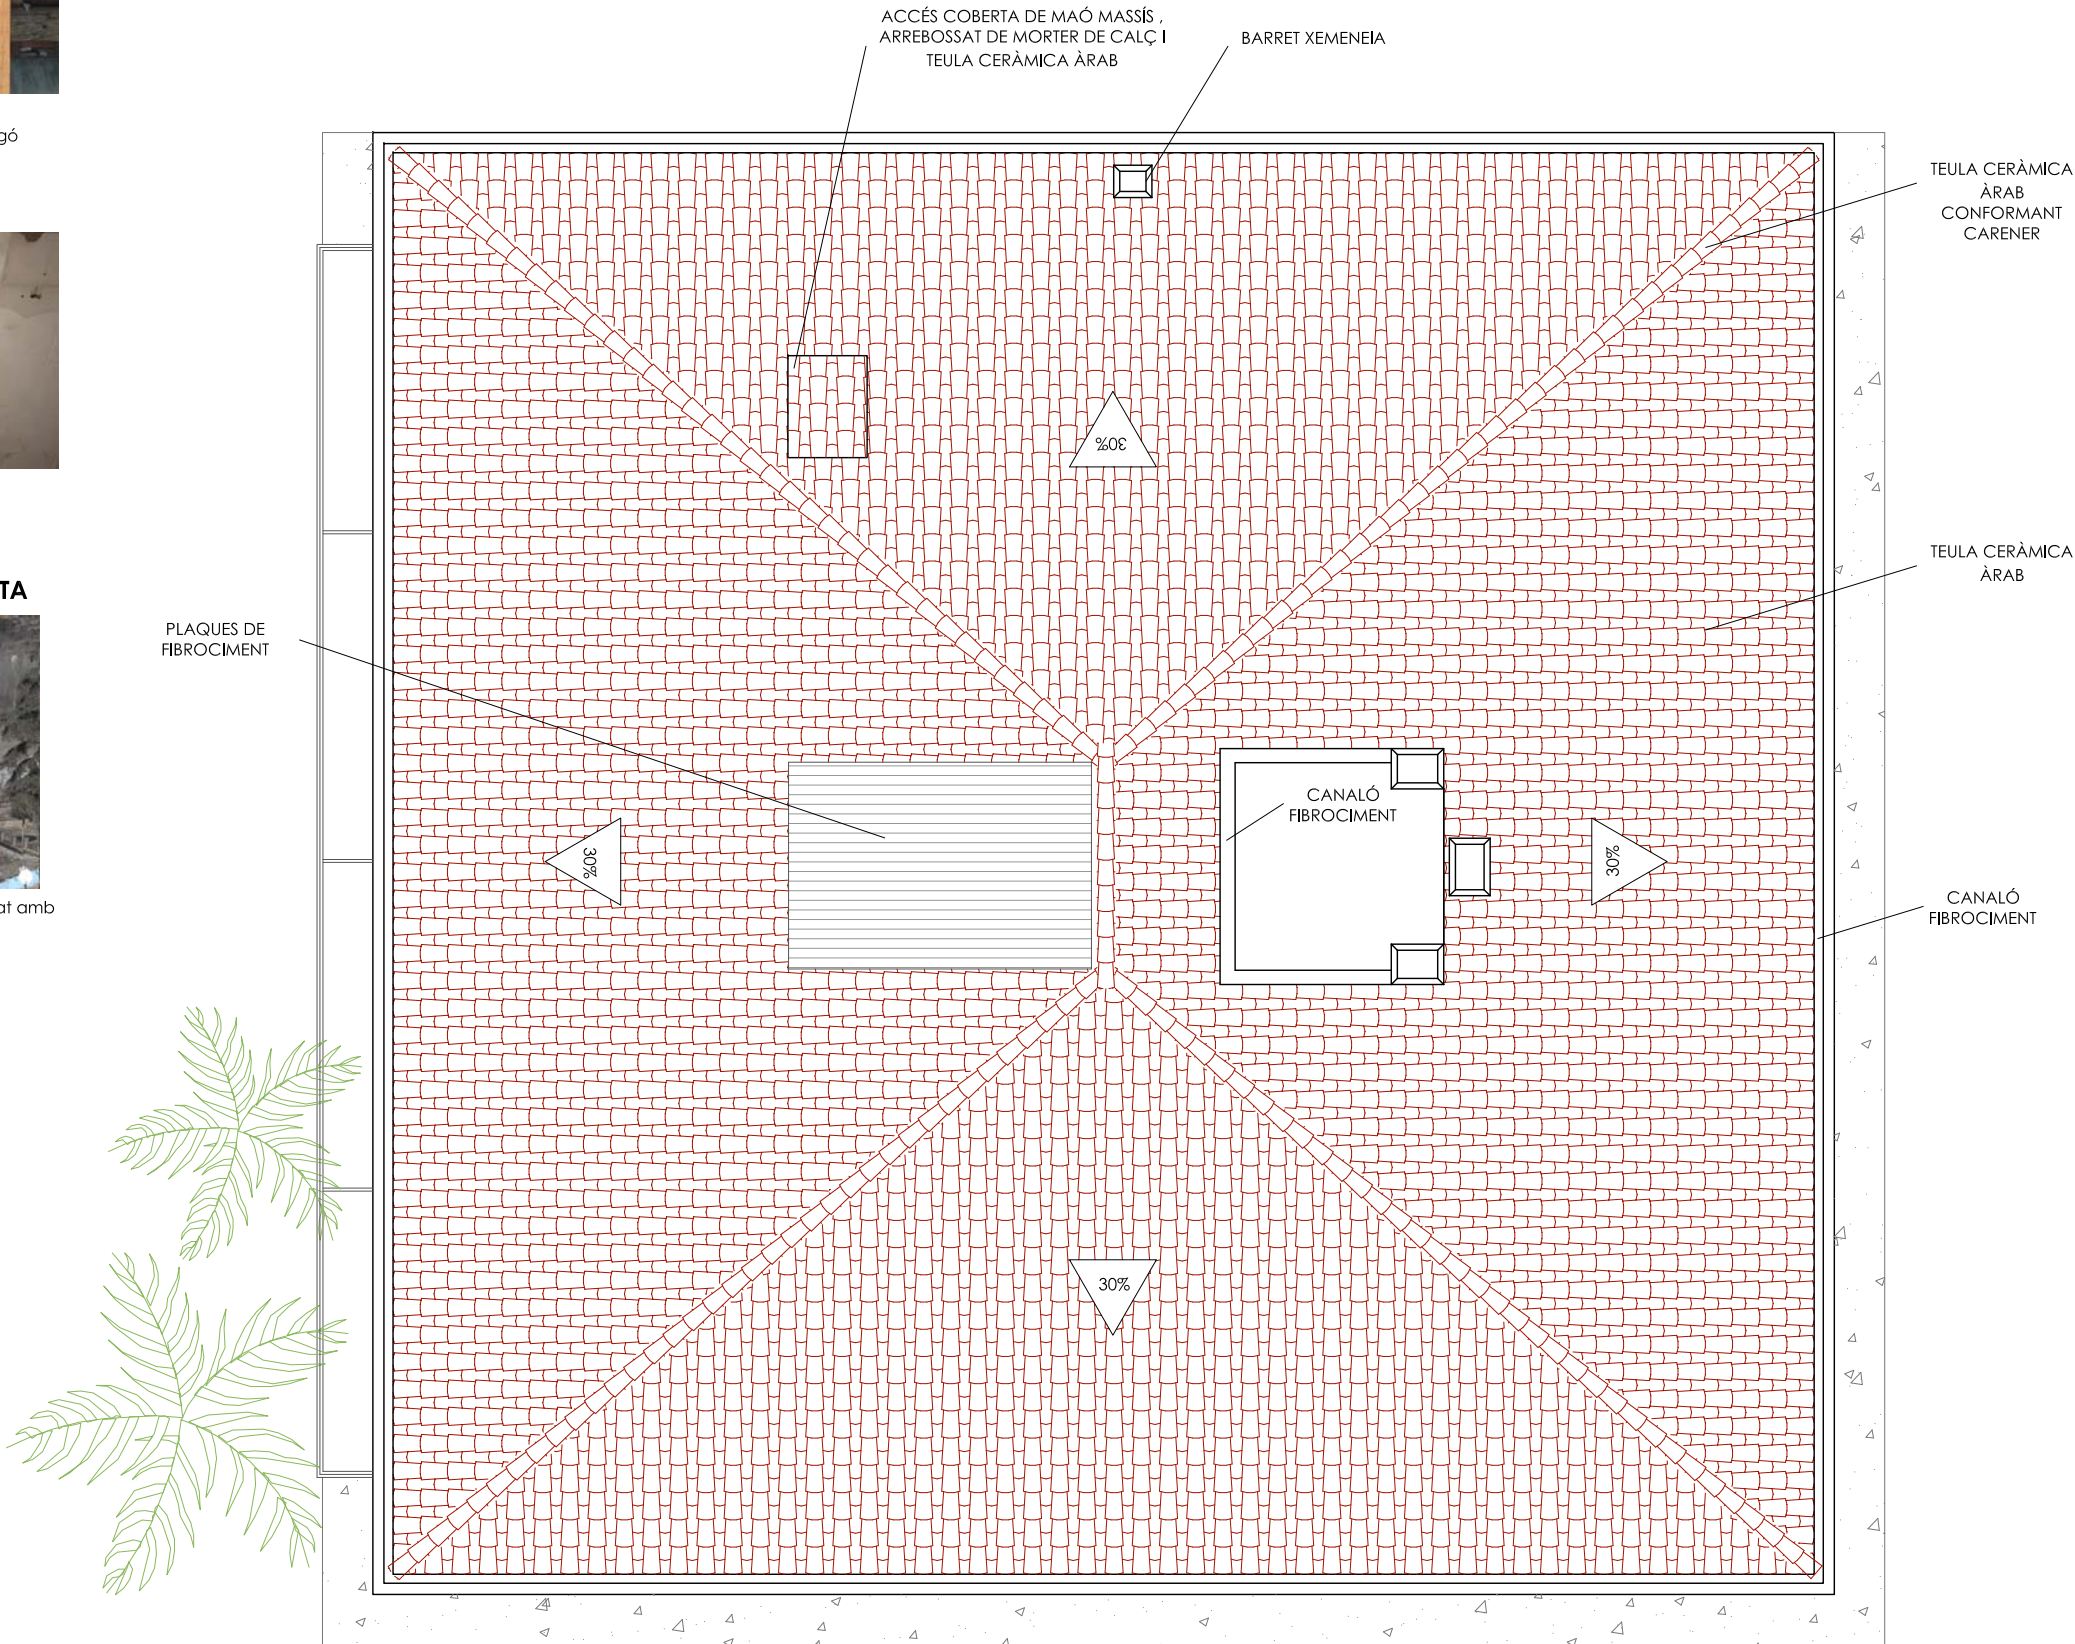 ACCÉS COBERTA DE MAÓ MASSÍS ,
ARREBOSSAT DE MORTER DE CALÇ I
TEULA CERÀMICA ÀRAB
BARRET XEMENEIA
TEULA CERÀMICA
ÀRAB
CONFORMANT
CARENER
30%
TEULA CERÀMICA
ÀRAB
TA
PLAQUES DE
FIBROCIMENT
CANALÓ
FIBROCIMENT
30%
30%
CANALÓ
FIBROCIMENT
at amb
30%